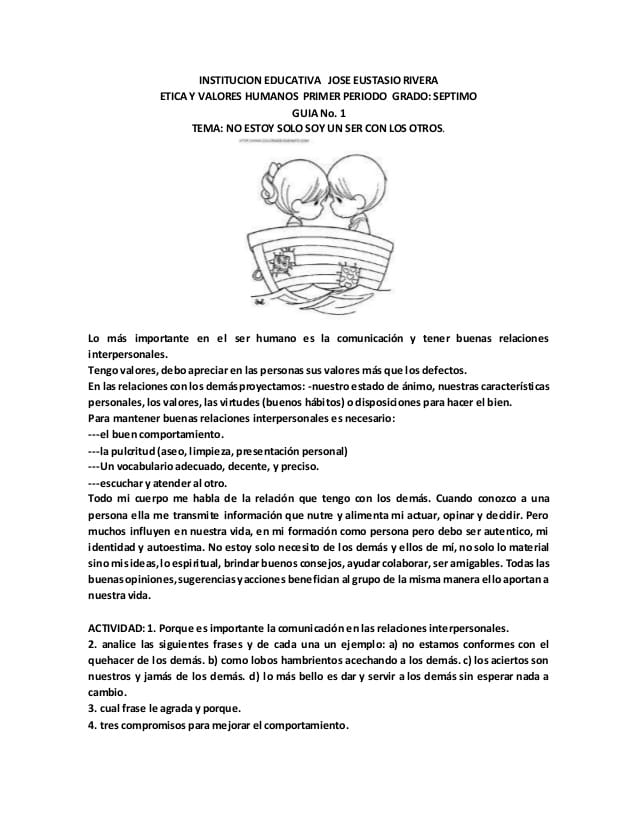 INSTITUCION EDUCATIVA JOSE EUSTASIO RIVERA
ETICA Y VALORES HUMANOS PRIMER PERIODO GRADO: SEPTIMO
GUIA No. 1
TEMA: NO ESTOY SOLO SOY UN SER CON LOS OTROS.
Lo más importante en el ser humano es la comunicación y tener buenas relaciones
interpersonales.
Tengo valores, debo apreciar en las personas sus valores más que los defectos.
En las relaciones con los demás proyectamos: -nuestro estado de ánimo, nuestras características
personales, los valores, las virtudes (buenos hábitos) o disposiciones para hacer el bien.
Para mantener buenas relaciones interpersonales es necesario:
---el buen comportamiento.
---la pulcritud (aseo, limpieza, presentación personal)
---Un vocabulario adecuado, decente, y preciso.
---escuchar y atender al otro.
Todo mi cuerpo me habla de la relación que tengo con los demás. Cuando conozco a una
persona ella me transmite información que nutre y alimenta mi actuar, opinar y decidir. Pero
muchos influyen en nuestra vida, en mi formación como persona pero debo ser autentico, mi
identidad y autoestima. No estoy solo necesito de los demás y ellos de mí, no solo lo material
sino mis ideas, lo espiritual, brindar buenos consejos, ayudar colaborar, ser amigables. Todas las
buenas opiniones, sugerencias y acciones benefician al grupo de la misma manera ello aportan a
nuestra vida.
ACTIVIDAD: 1. Porque es importante la comunicación en las relaciones interpersonales.
2. analice las siguientes frases y de cada una un ejemplo: a) no estamos conformes con el
quehacer de los demás. b) como lobos hambrientos acechando a los demás. c) los aciertos son
nuestros y jamás de los demás. d) lo más bello es dar y servir a los demás sin esperar nada a
cambio.
3. cual frase le agrada y porque.
4. tres compromisos para mejorar el comportamiento.